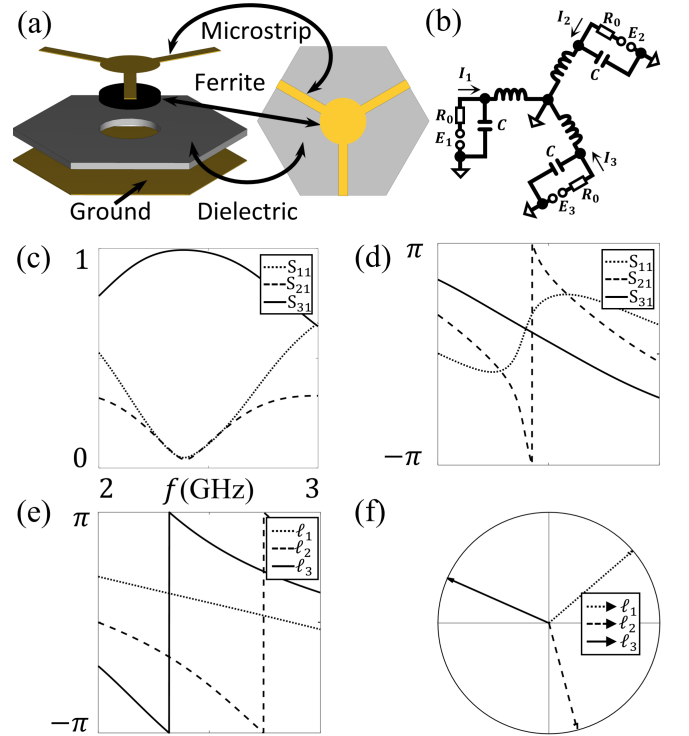 (a)
Microstrip
Ferrite
Ground
Dielectric
(b)
I₂
R₀
E₂
C
I₁
R₀
C
E₁
I₃
C
R₀
E₃
(c)
1
S₁₁
S₂₁
S₃₁
0
2
f(GHz)
3
(d)
π
S₁₁
S₂₁
S₃₁
−π
(e)
π
ℓ₁
ℓ₂
ℓ₃
−π
(f)
ℓ₁
ℓ₂
ℓ₃